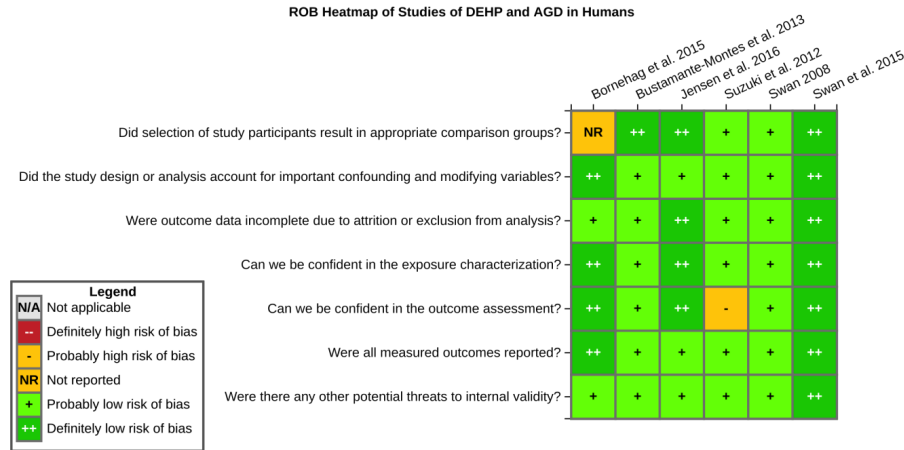 ROB Heatmap of Studies of DEHP and AGD in Humans
Bornehag et al. 2015
Bustamante-Montes et al. 2013
Jensen et al. 2016
Suzuki et al. 2012
Swan 2008
Swan et al. 2015
Did selection of study participants result in appropriate comparison groups? NR ++ ++ + + ++
Did the study design or analysis account for important confounding and modifying variables? ++ + + + + ++
Were outcome data incomplete due to attrition or exclusion from analysis? + + ++ + + ++
Can we be confident in the exposure characterization? ++ + ++ + + ++
Can we be confident in the outcome assessment? ++ + ++ - + ++
Were all measured outcomes reported? ++ + + + + ++
Were there any other potential threats to internal validity? + + + + + ++
Legend
N/A Not applicable
-- Definitely high risk of bias
- Probably high risk of bias
NR Not reported
+ Probably low risk of bias
++ Definitely low risk of bias